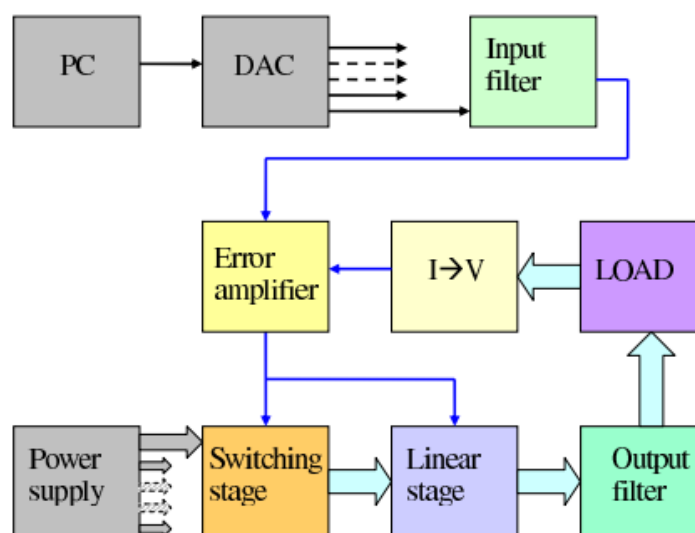 PC
DAC
Input
filter
Error
amplifier
I→V
LOAD
Power
supply
Switching
stage
Linear
stage
Output
filter